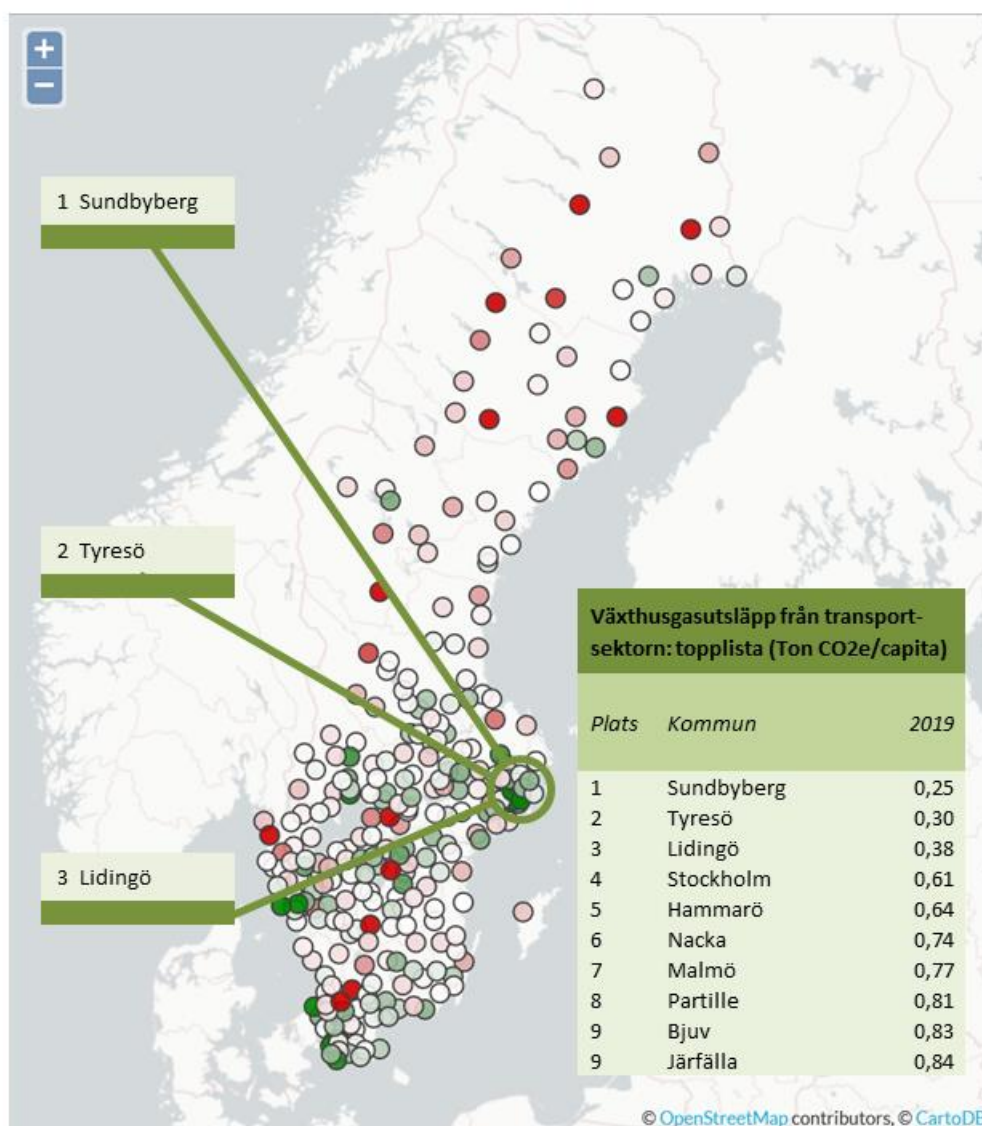 +
−
1 Sundbyberg
2 Tyresö
3 Lidingö
Växthusgasutsläpp från transport-
sektorn: topplista (Ton CO2e/capita)
Plats Kommun 2019
1 Sundbyberg 0,25
2 Tyresö 0,30
3 Lidingö 0,38
4 Stockholm 0,61
5 Hammarö 0,64
6 Nacka 0,74
7 Malmö 0,77
8 Partille 0,81
9 Bjuv 0,83
9 Järfälla 0,84
© OpenStreetMap contributors, © CartoDB